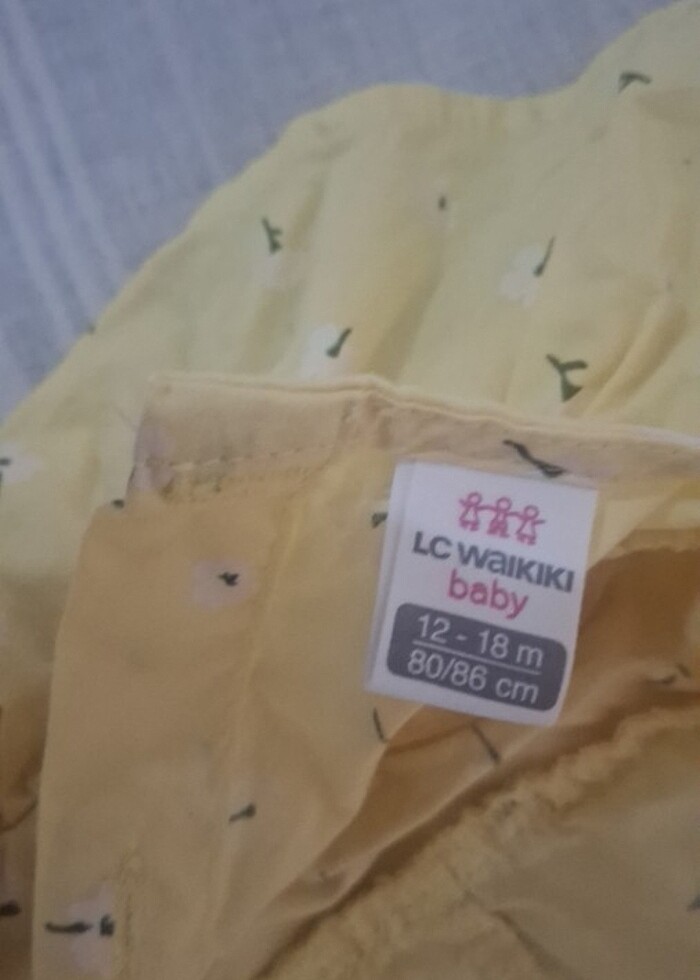 LC WAIKIKI
baby
12 - 18 m
80/86 cm